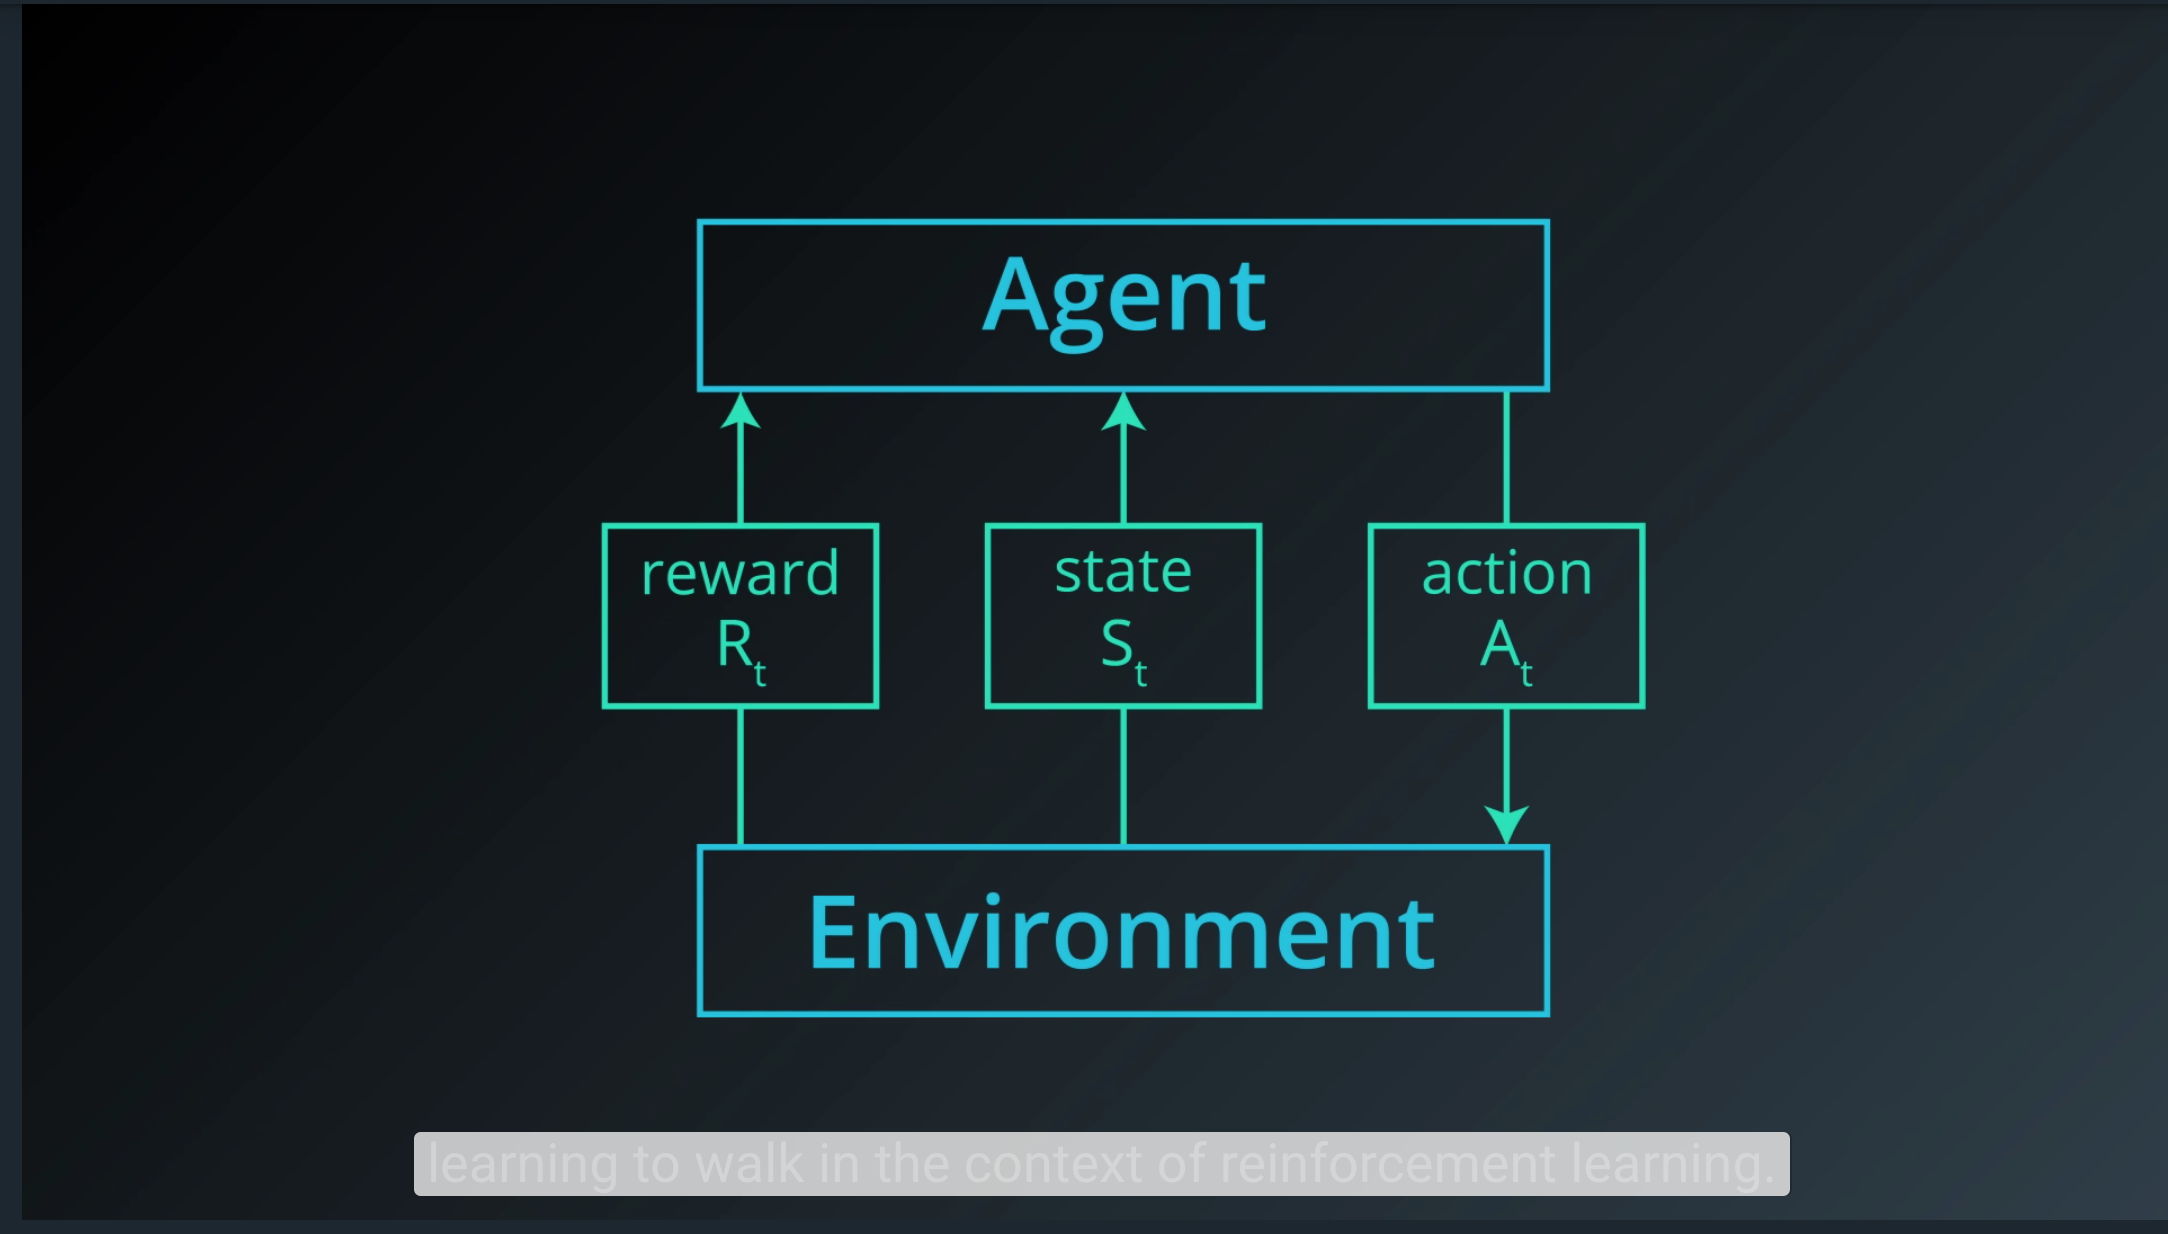 Agent
reward
R_t
state
S_t
action
A_t
Environment
learning to walk in the context of reinforcement learning.